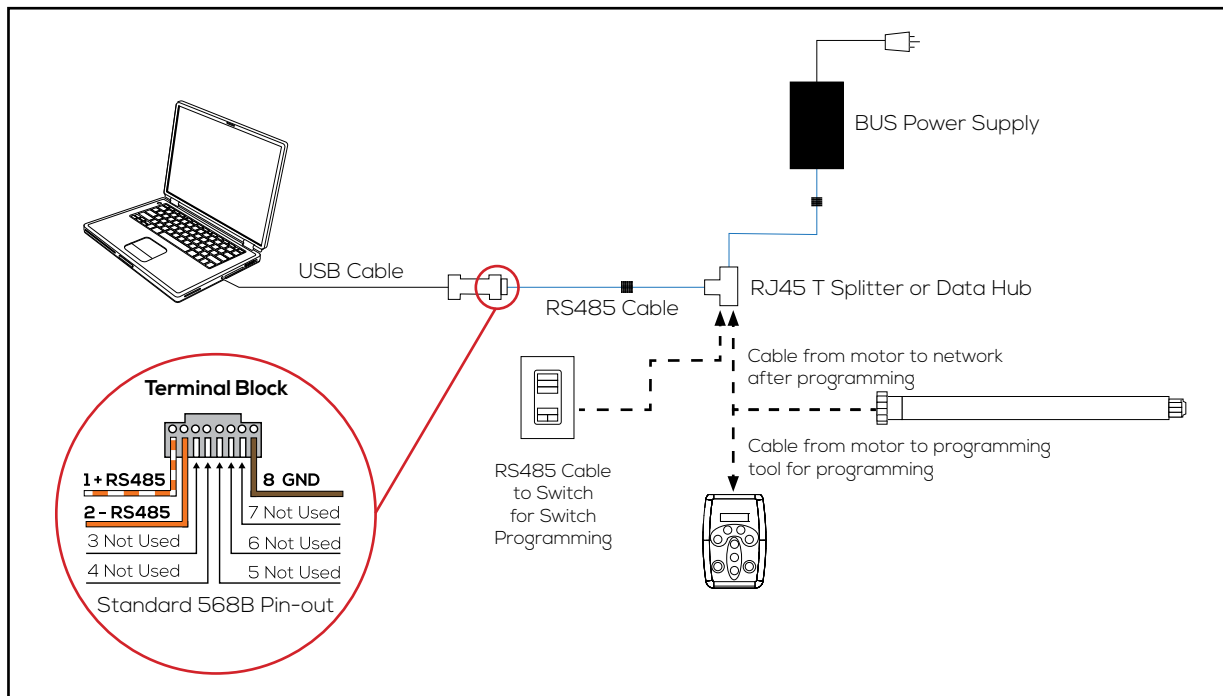 BUS Power Supply
USB Cable
RS485 Cable
RJ45 T Splitter or Data Hub
Cable from motor to network
after programming
Cable from motor to programming
tool for programming
RS485 Cable
to Switch
for Switch
Programming
Terminal Block
1 + RS485
8 GND
2 - RS485
7 Not Used
3 Not Used
6 Not Used
4 Not Used
5 Not Used
Standard 568B Pin-out